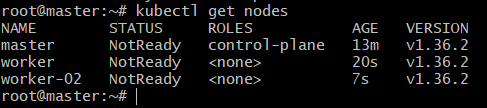 root@master:~# kubectl get nodes
NAME STATUS ROLES AGE VERSION
master NotReady control-plane 13m v1.36.2
worker NotReady <none> 20s v1.36.2
worker-02 NotReady <none> 7s v1.36.2
root@master:~#